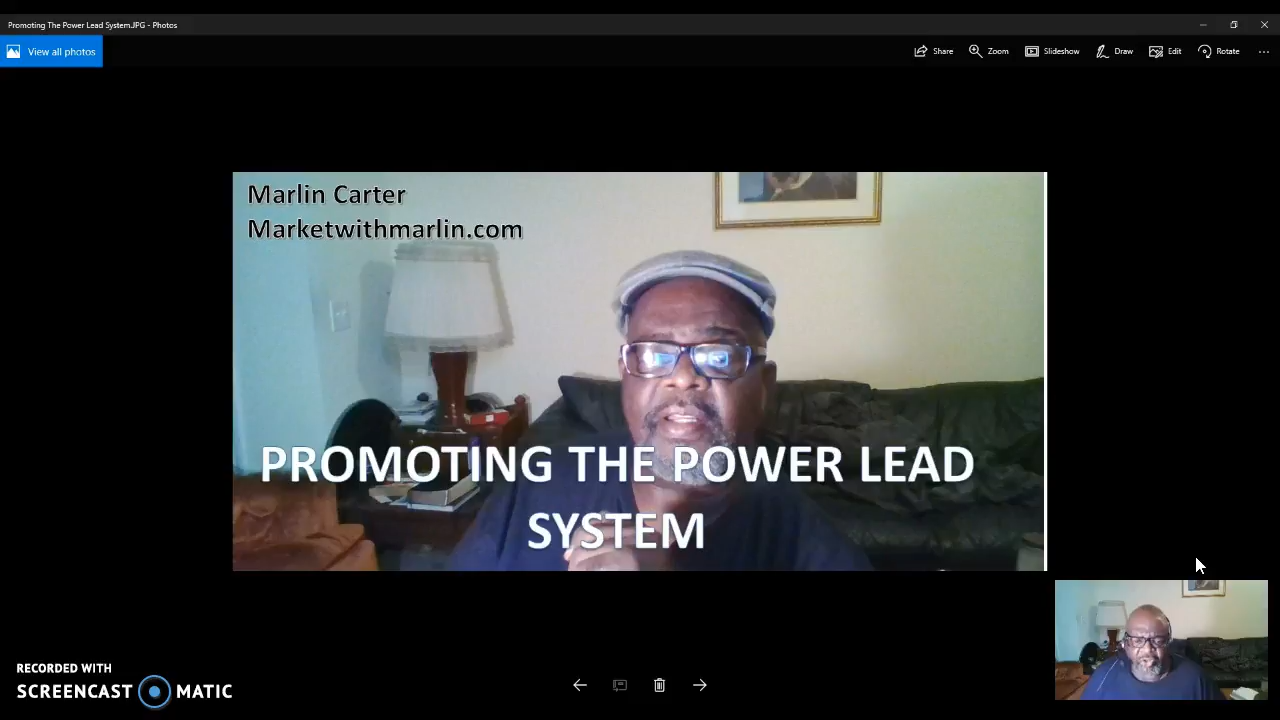 Promoting The Power Lead System.JPG - Photos
View all photos
Share
Zoom
Slideshow
Draw
Edit
Rotate
Marlin Carter
Marketwithmarlin.com
PROMOTING THE POWER LEAD
SYSTEM
RECORDED WITH
SCREENCAST MATIC